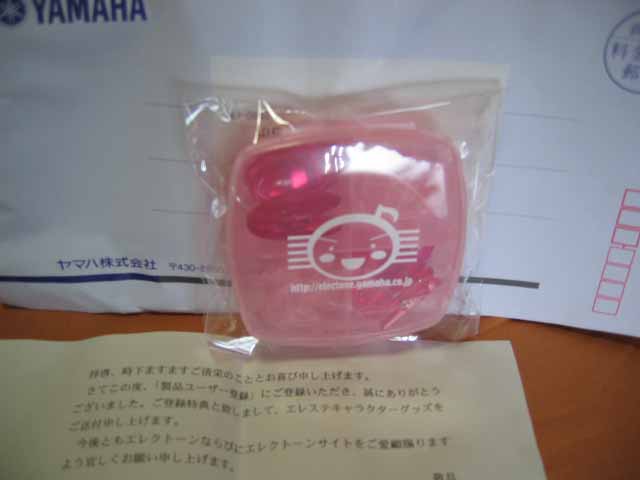 YAMAHA
ヤマハ株式会社 〒430-8
http://electone.yamaha.co.jp
拝啓、時下ますますご清栄のこととお喜び申し上げます。
さてこの度、「製品ユーザー登録」にご登録いただき、誠にありがとう
ございました。ご登録特典と致しまして、エレステキャラクターグッズを
ご送付申し上げます。
今後ともエレクトーンならびにエレクトーンサイトをご愛顧賜ります
よう宜しくお願い申し上げます。
敬具